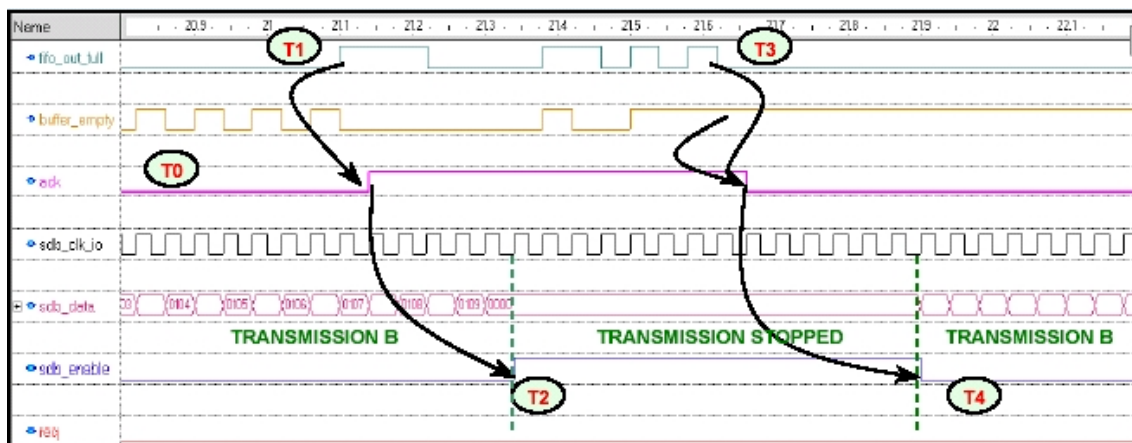 Name 20.9 21 21.1 21.2 21.3 21.4 21.5 21.6 21.7 21.8 21.9 22 22.1
T1 T3
fifo_out_full
buffer_empty
T0
ack
sdb_clk_io
sdb_data 03 0104 0105 0106 0107 0108 0109 0000
TRANSMISSION B TRANSMISSION STOPPED TRANSMISSION B
sdb_enable
T2 T4
req